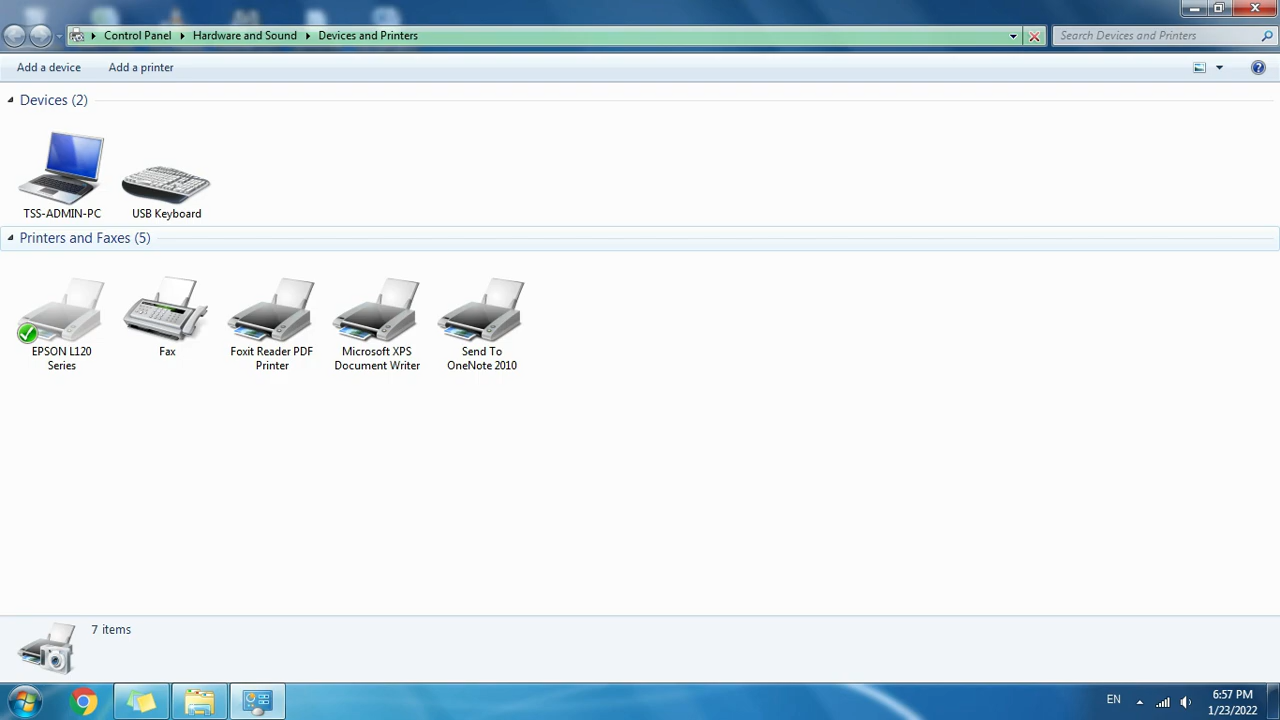 Control Panel Hardware and Sound Devices and Printers
Search Devices and Printers
Add a device Add a printer
Devices (2)
TSS-ADMIN-PC
USB Keyboard
Printers and Faxes (5)
EPSON L120
Series
Fax
Foxit Reader PDF
Printer
Microsoft XPS
Document Writer
Send To
OneNote 2010
7 items
EN
6:57 PM
1/23/2022